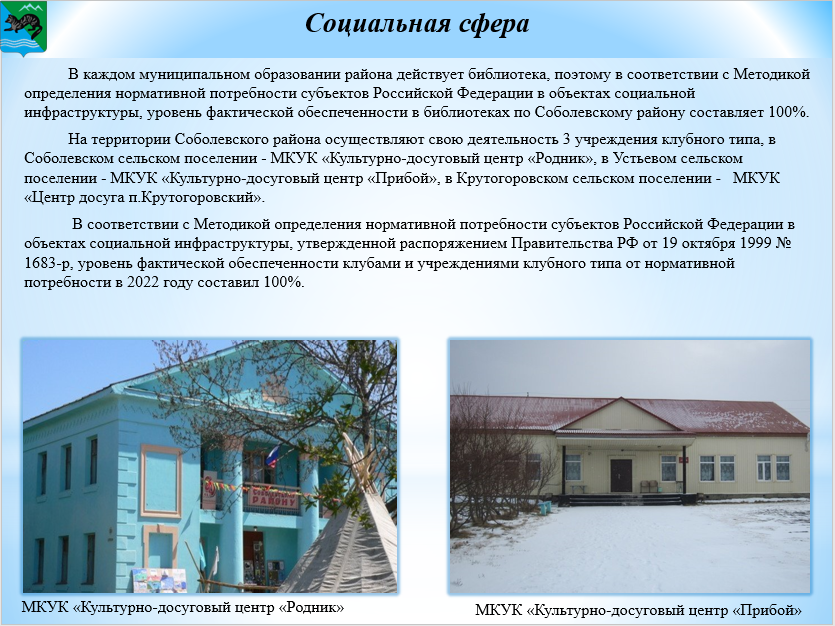 Социальная сфера
В каждом муниципальном образовании района действует библиотека, поэтому в соответствии с Методикой
определения нормативной потребности субъектов Российской Федерации в объектах социальной
инфраструктуры, уровень фактической обеспеченности в библиотеках по Соболевскому району составляет 100%.
На территории Соболевского района осуществляют свою деятельность 3 учреждения клубного типа, в
Соболевском сельском поселении - МКУК «Культурно-досуговый центр «Родник», в Устьевом сельском
поселении - МКУК «Культурно-досуговый центр «Прибой», в Крутогоровском сельском поселении - МКУК
«Центр досуга п.Крутогоровский».
В соответствии с Методикой определения нормативной потребности субъектов Российской Федерации в
объектах социальной инфраструктуры, утвержденной распоряжением Правительства РФ от 19 октября 1999 №
1683-р, уровень фактической обеспеченности клубами и учреждениями клубного типа от нормативной
потребности в 2022 году составил 100%.
РАЙОНУ
МКУК «Культурно-досуговый центр «Родник»
МКУК «Культурно-досуговый центр «Прибой»